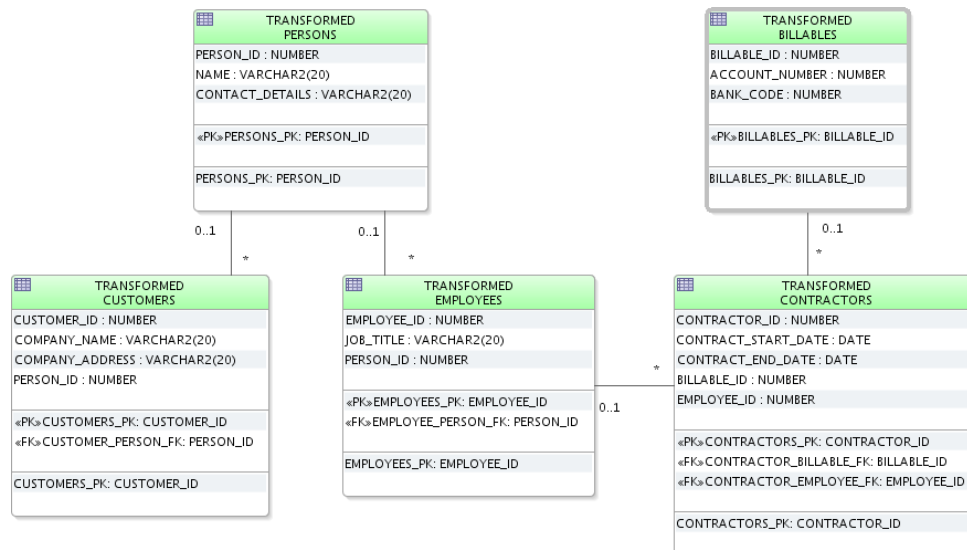 TRANSFORMED
PERSONS
PERSON_ID : NUMBER
NAME : VARCHAR2(20)
CONTACT_DETAILS : VARCHAR2(20)
«PK»PERSONS_PK: PERSON_ID
PERSONS_PK: PERSON_ID
TRANSFORMED
BILLABLES
BILLABLE_ID : NUMBER
ACCOUNT_NUMBER : NUMBER
BANK_CODE : NUMBER
«PK»BILLABLES_PK: BILLABLE_ID
BILLABLES_PK: BILLABLE_ID
0..1
*
0..1
*
0..1
*
TRANSFORMED
CUSTOMERS
CUSTOMER_ID : NUMBER
COMPANY_NAME : VARCHAR2(20)
COMPANY_ADDRESS : VARCHAR2(20)
PERSON_ID : NUMBER
«PK»CUSTOMERS_PK: CUSTOMER_ID
«FK»CUSTOMER_PERSON_FK: PERSON_ID
CUSTOMERS_PK: CUSTOMER_ID
TRANSFORMED
EMPLOYEES
EMPLOYEE_ID : NUMBER
JOB_TITLE : VARCHAR2(20)
PERSON_ID : NUMBER
«PK»EMPLOYEES_PK: EMPLOYEE_ID
«FK»EMPLOYEE_PERSON_FK: PERSON_ID
EMPLOYEES_PK: EMPLOYEE_ID
*
0..1
TRANSFORMED
CONTRACTORS
CONTRACTOR_ID : NUMBER
CONTRACT_START_DATE : DATE
CONTRACT_END_DATE : DATE
BILLABLE_ID : NUMBER
EMPLOYEE_ID : NUMBER
«PK»CONTRACTORS_PK: CONTRACTOR_ID
«FK»CONTRACTOR_BILLABLE_FK: BILLABLE_ID
«FK»CONTRACTOR_EMPLOYEE_FK: EMPLOYEE_ID
CONTRACTORS_PK: CONTRACTOR_ID